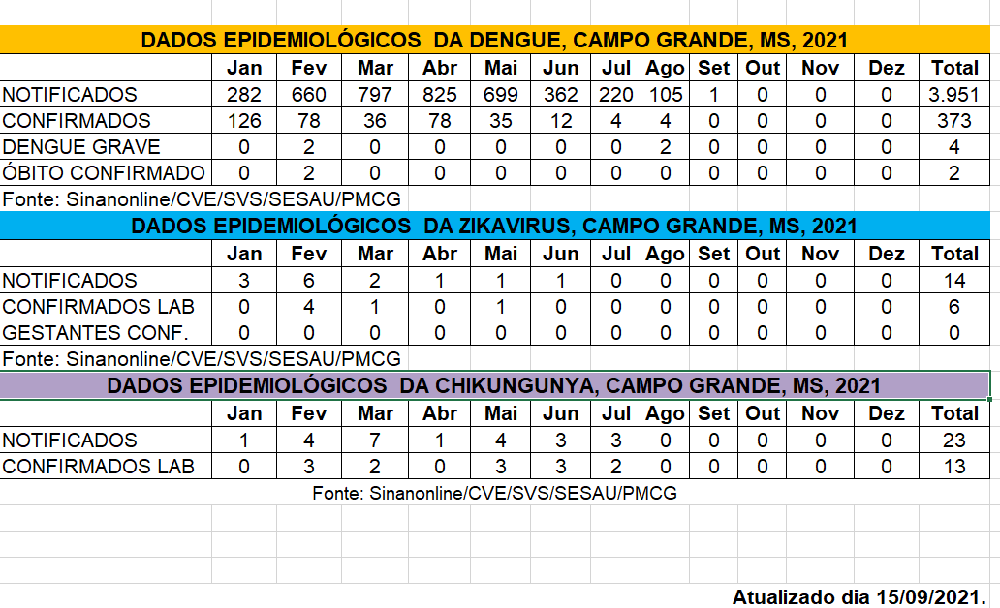 DADOS EPIDEMIOLÓGICOS DA DENGUE, CAMPO GRANDE, MS, 2021
Jan Fev Mar Abr Mai Jun Jul Ago Set Out Nov Dez Total
NOTIFICADOS 282 660 797 825 699 362 220 105 1 0 0 0 3.951
CONFIRMADOS 126 78 36 78 35 12 4 4 0 0 0 0 373
DENGUE GRAVE 0 2 0 0 0 0 0 2 0 0 0 0 4
ÓBITO CONFIRMADO 0 2 0 0 0 0 0 0 0 0 0 0 2
Fonte: Sinanonline/CVE/SVS/SESAU/PMCG
DADOS EPIDEMIOLÓGICOS DA ZIKAVIRUS, CAMPO GRANDE, MS, 2021
Jan Fev Mar Abr Mai Jun Jul Ago Set Out Nov Dez Total
NOTIFICADOS 3 6 2 1 1 1 0 0 0 0 0 0 14
CONFIRMADOS LAB 0 4 1 0 1 0 0 0 0 0 0 0 6
GESTANTES CONF. 0 0 0 0 0 0 0 0 0 0 0 0 0
Fonte: Sinanonline/CVE/SVS/SESAU/PMCG
DADOS EPIDEMIOLÓGICOS DA CHIKUNGUNYA, CAMPO GRANDE, MS, 2021
Jan Fev Mar Abr Mai Jun Jul Ago Set Out Nov Dez Total
NOTIFICADOS 1 4 7 1 4 3 3 0 0 0 0 0 23
CONFIRMADOS LAB 0 3 2 0 3 3 2 0 0 0 0 0 13
Fonte: Sinanonline/CVE/SVS/SESAU/PMCG
Atualizado dia 15/09/2021.